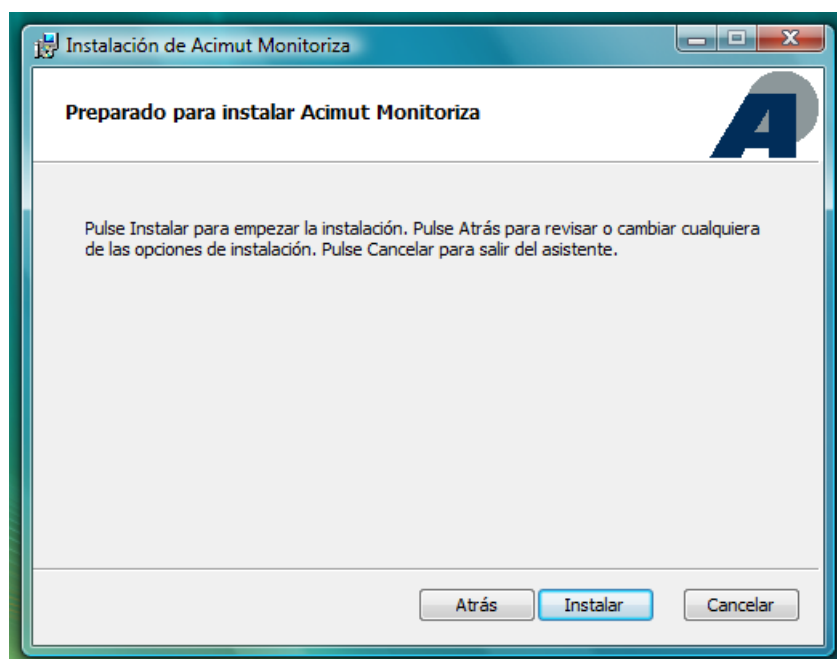 Instalación de Acimut Monitoriza
Preparado para instalar Acimut Monitoriza
A
Pulse Instalar para empezar la instalación. Pulse Atrás para revisar o cambiar cualquiera
de las opciones de instalación. Pulse Cancelar para salir del asistente.
Atrás Instalar Cancelar